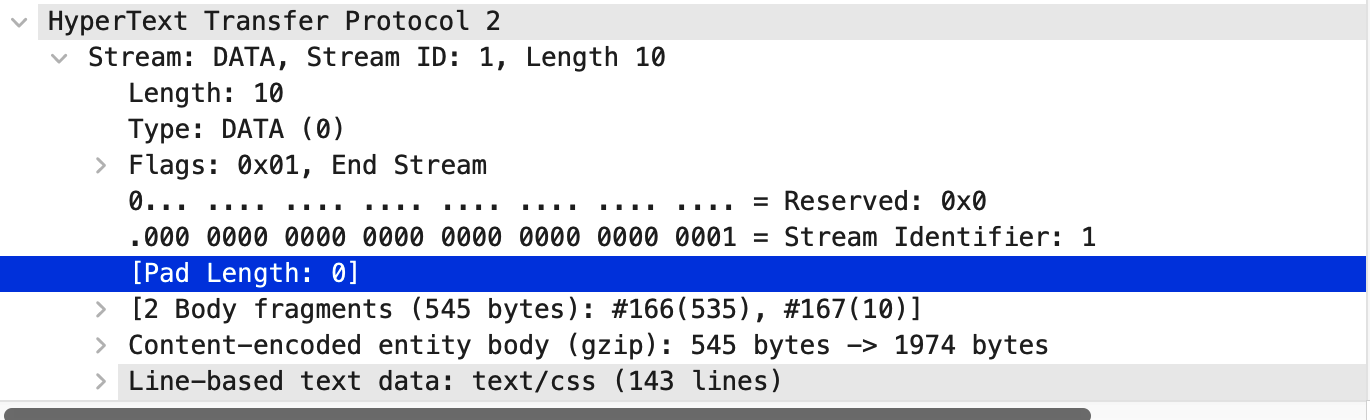 HyperText Transfer Protocol 2
Stream: DATA, Stream ID: 1, Length 10
Length: 10
Type: DATA (0)
Flags: 0x01, End Stream
0... .... .... .... .... .... .... .... = Reserved: 0x0
.000 0000 0000 0000 0000 0000 0000 0001 = Stream Identifier: 1
[Pad Length: 0]
[2 Body fragments (545 bytes): #166(535), #167(10)]
Content-encoded entity body (gzip): 545 bytes -> 1974 bytes
Line-based text data: text/css (143 lines)